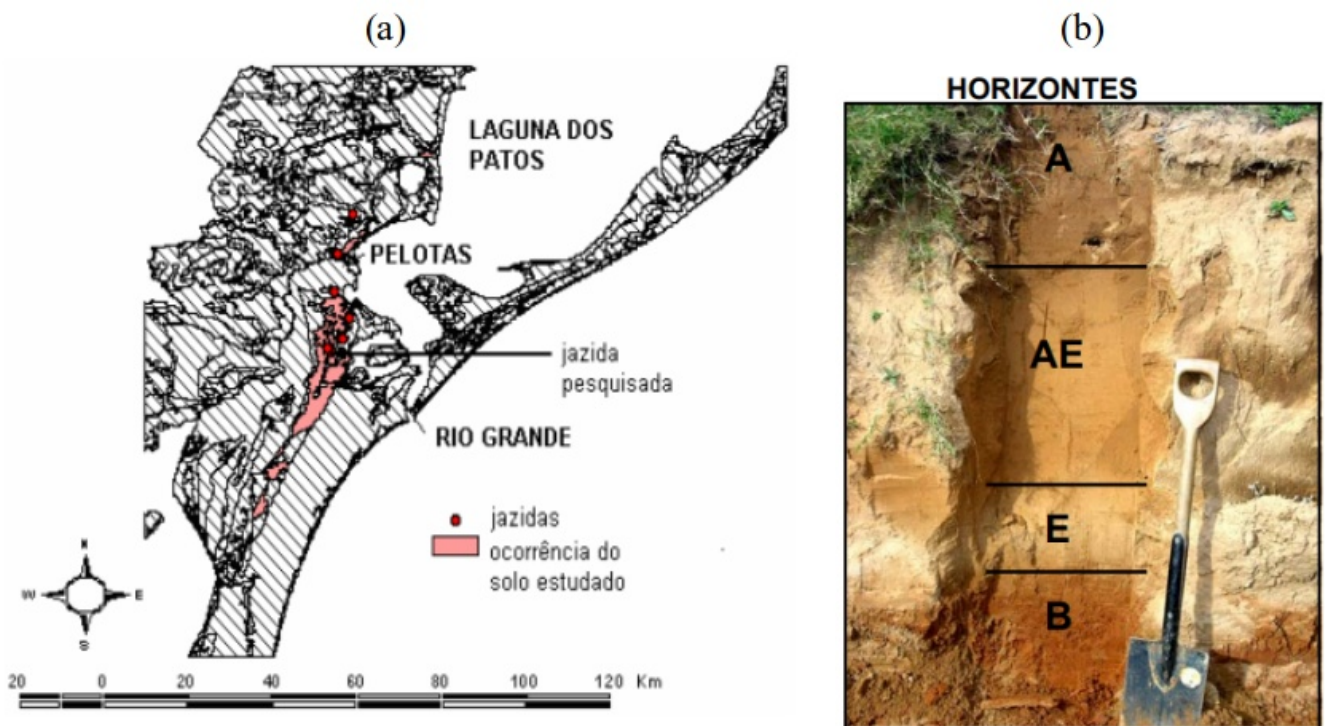 (a)
(b)
LAGUNA DOS
PATOS
PELOTAS
jazida
pesquisada
RIO GRANDE
jazidas
ocorrência do
solo estudado
N
W
E
S
20 0 20 40 60 80 100 120 Km
HORIZONTES
A
AE
E
B